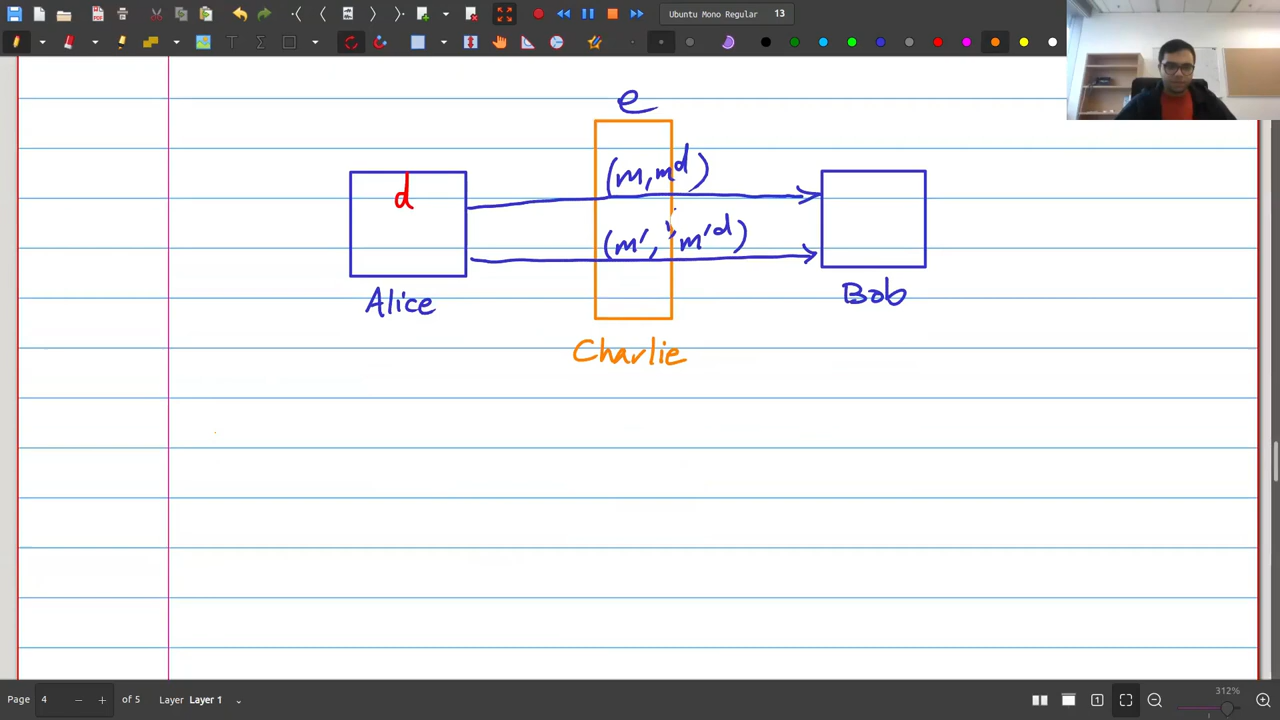 Ubuntu Mono Regular 13
e
d
(m, m^d)
(m', m'^d)
Alice
Bob
Charlie
Page 4 of 5 Layer Layer 1
312%